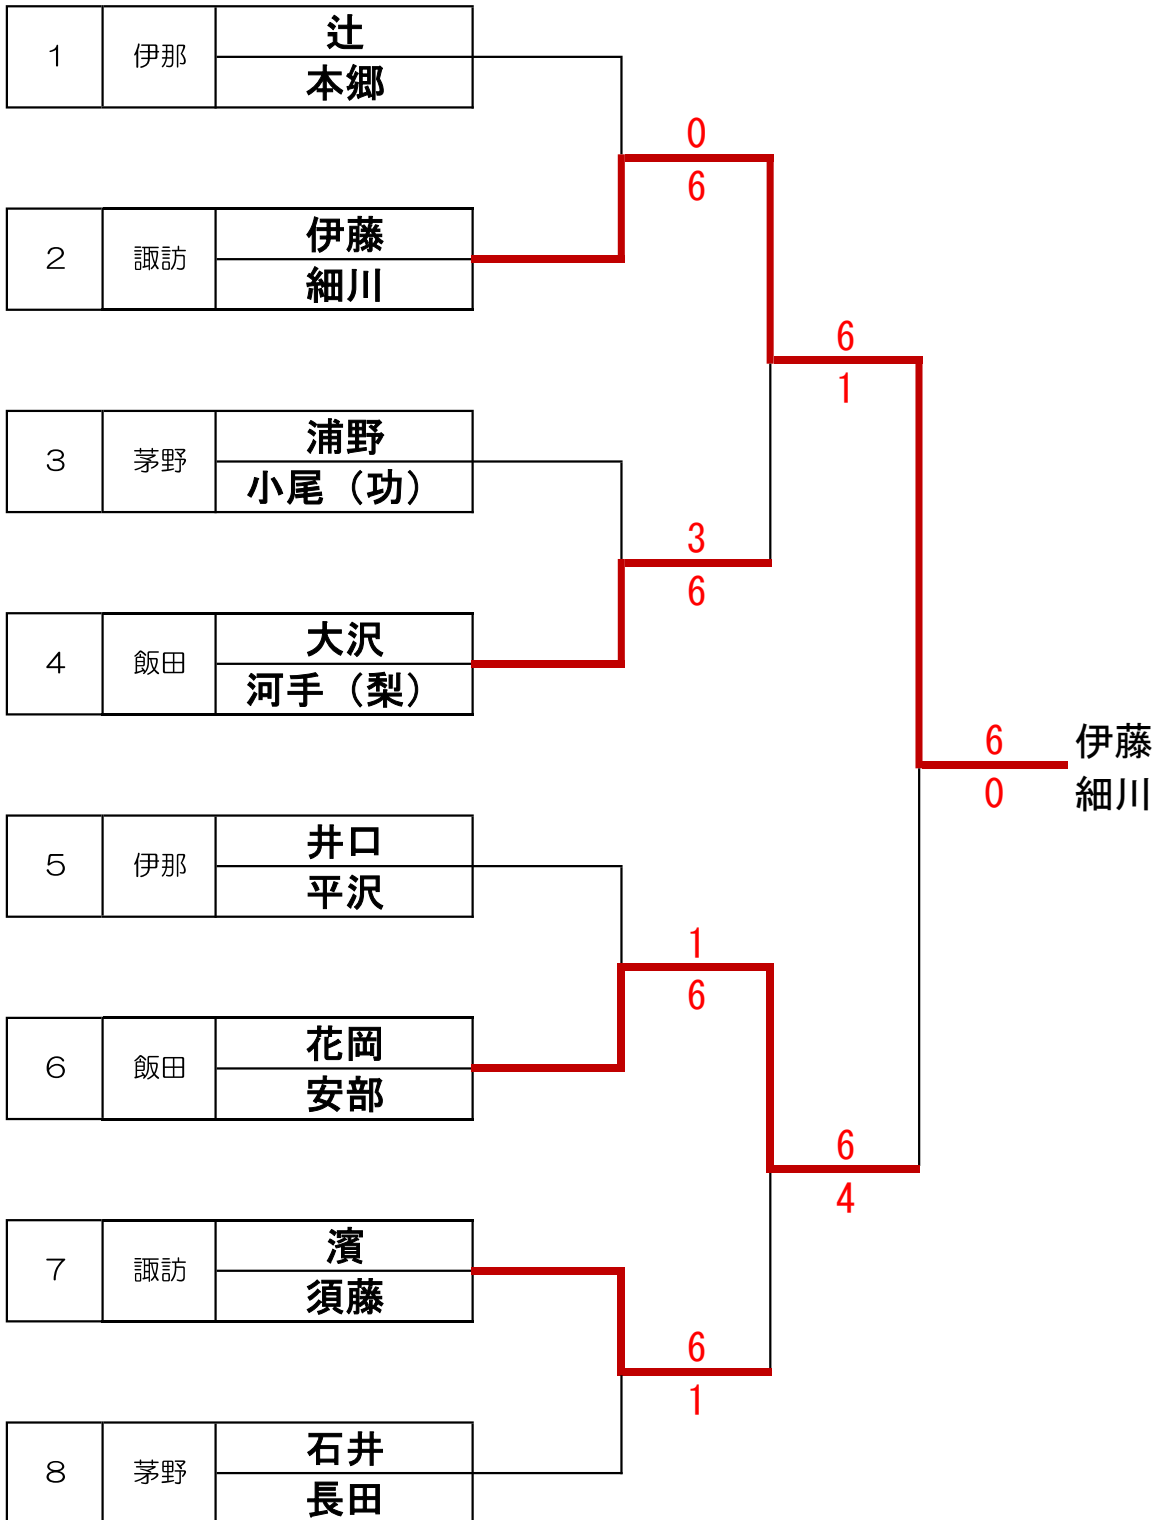 1 伊那 辻
本郷
0
6
2 諏訪 伊藤
細川
6
1
3 茅野 浦野
小尾（功）
3
6
4 飯田 大沢
河手（梨）
6 伊藤
0 細川
5 伊那 井口
平沢
1
6
6 飯田 花岡
安部
6
4
7 諏訪 濱
須藤
6
1
8 茅野 石井
長田